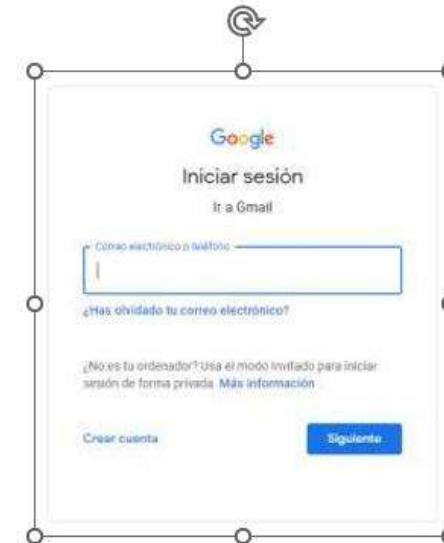 Google
Iniciar sesión
Ir a Gmail
Correo electrónico o teléfono
¿Has olvidado tu correo electrónico?
¿No es tu ordenador? Usa el modo Invitado para iniciar
sesión de forma privada. Más información
Crear cuenta
Siguiente